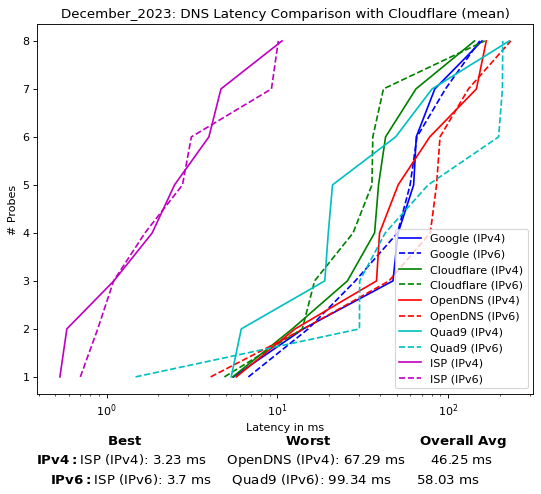 December_2023: DNS Latency Comparison with Cloudflare (mean)
8
7
6
5
4
3
2
1
# Probes
10⁰
10¹
10²
Latency in ms
Google (IPv4)
Google (IPv6)
Cloudflare (IPv4)
Cloudflare (IPv6)
OpenDNS (IPv4)
OpenDNS (IPv6)
Quad9 (IPv4)
Quad9 (IPv6)
ISP (IPv4)
ISP (IPv6)
Best Worst Overall Avg
IPv4: ISP (IPv4): 3.23 ms OpenDNS (IPv4): 67.29 ms 46.25 ms
IPv6: ISP (IPv6): 3.7 ms Quad9 (IPv6): 99.34 ms 58.03 ms